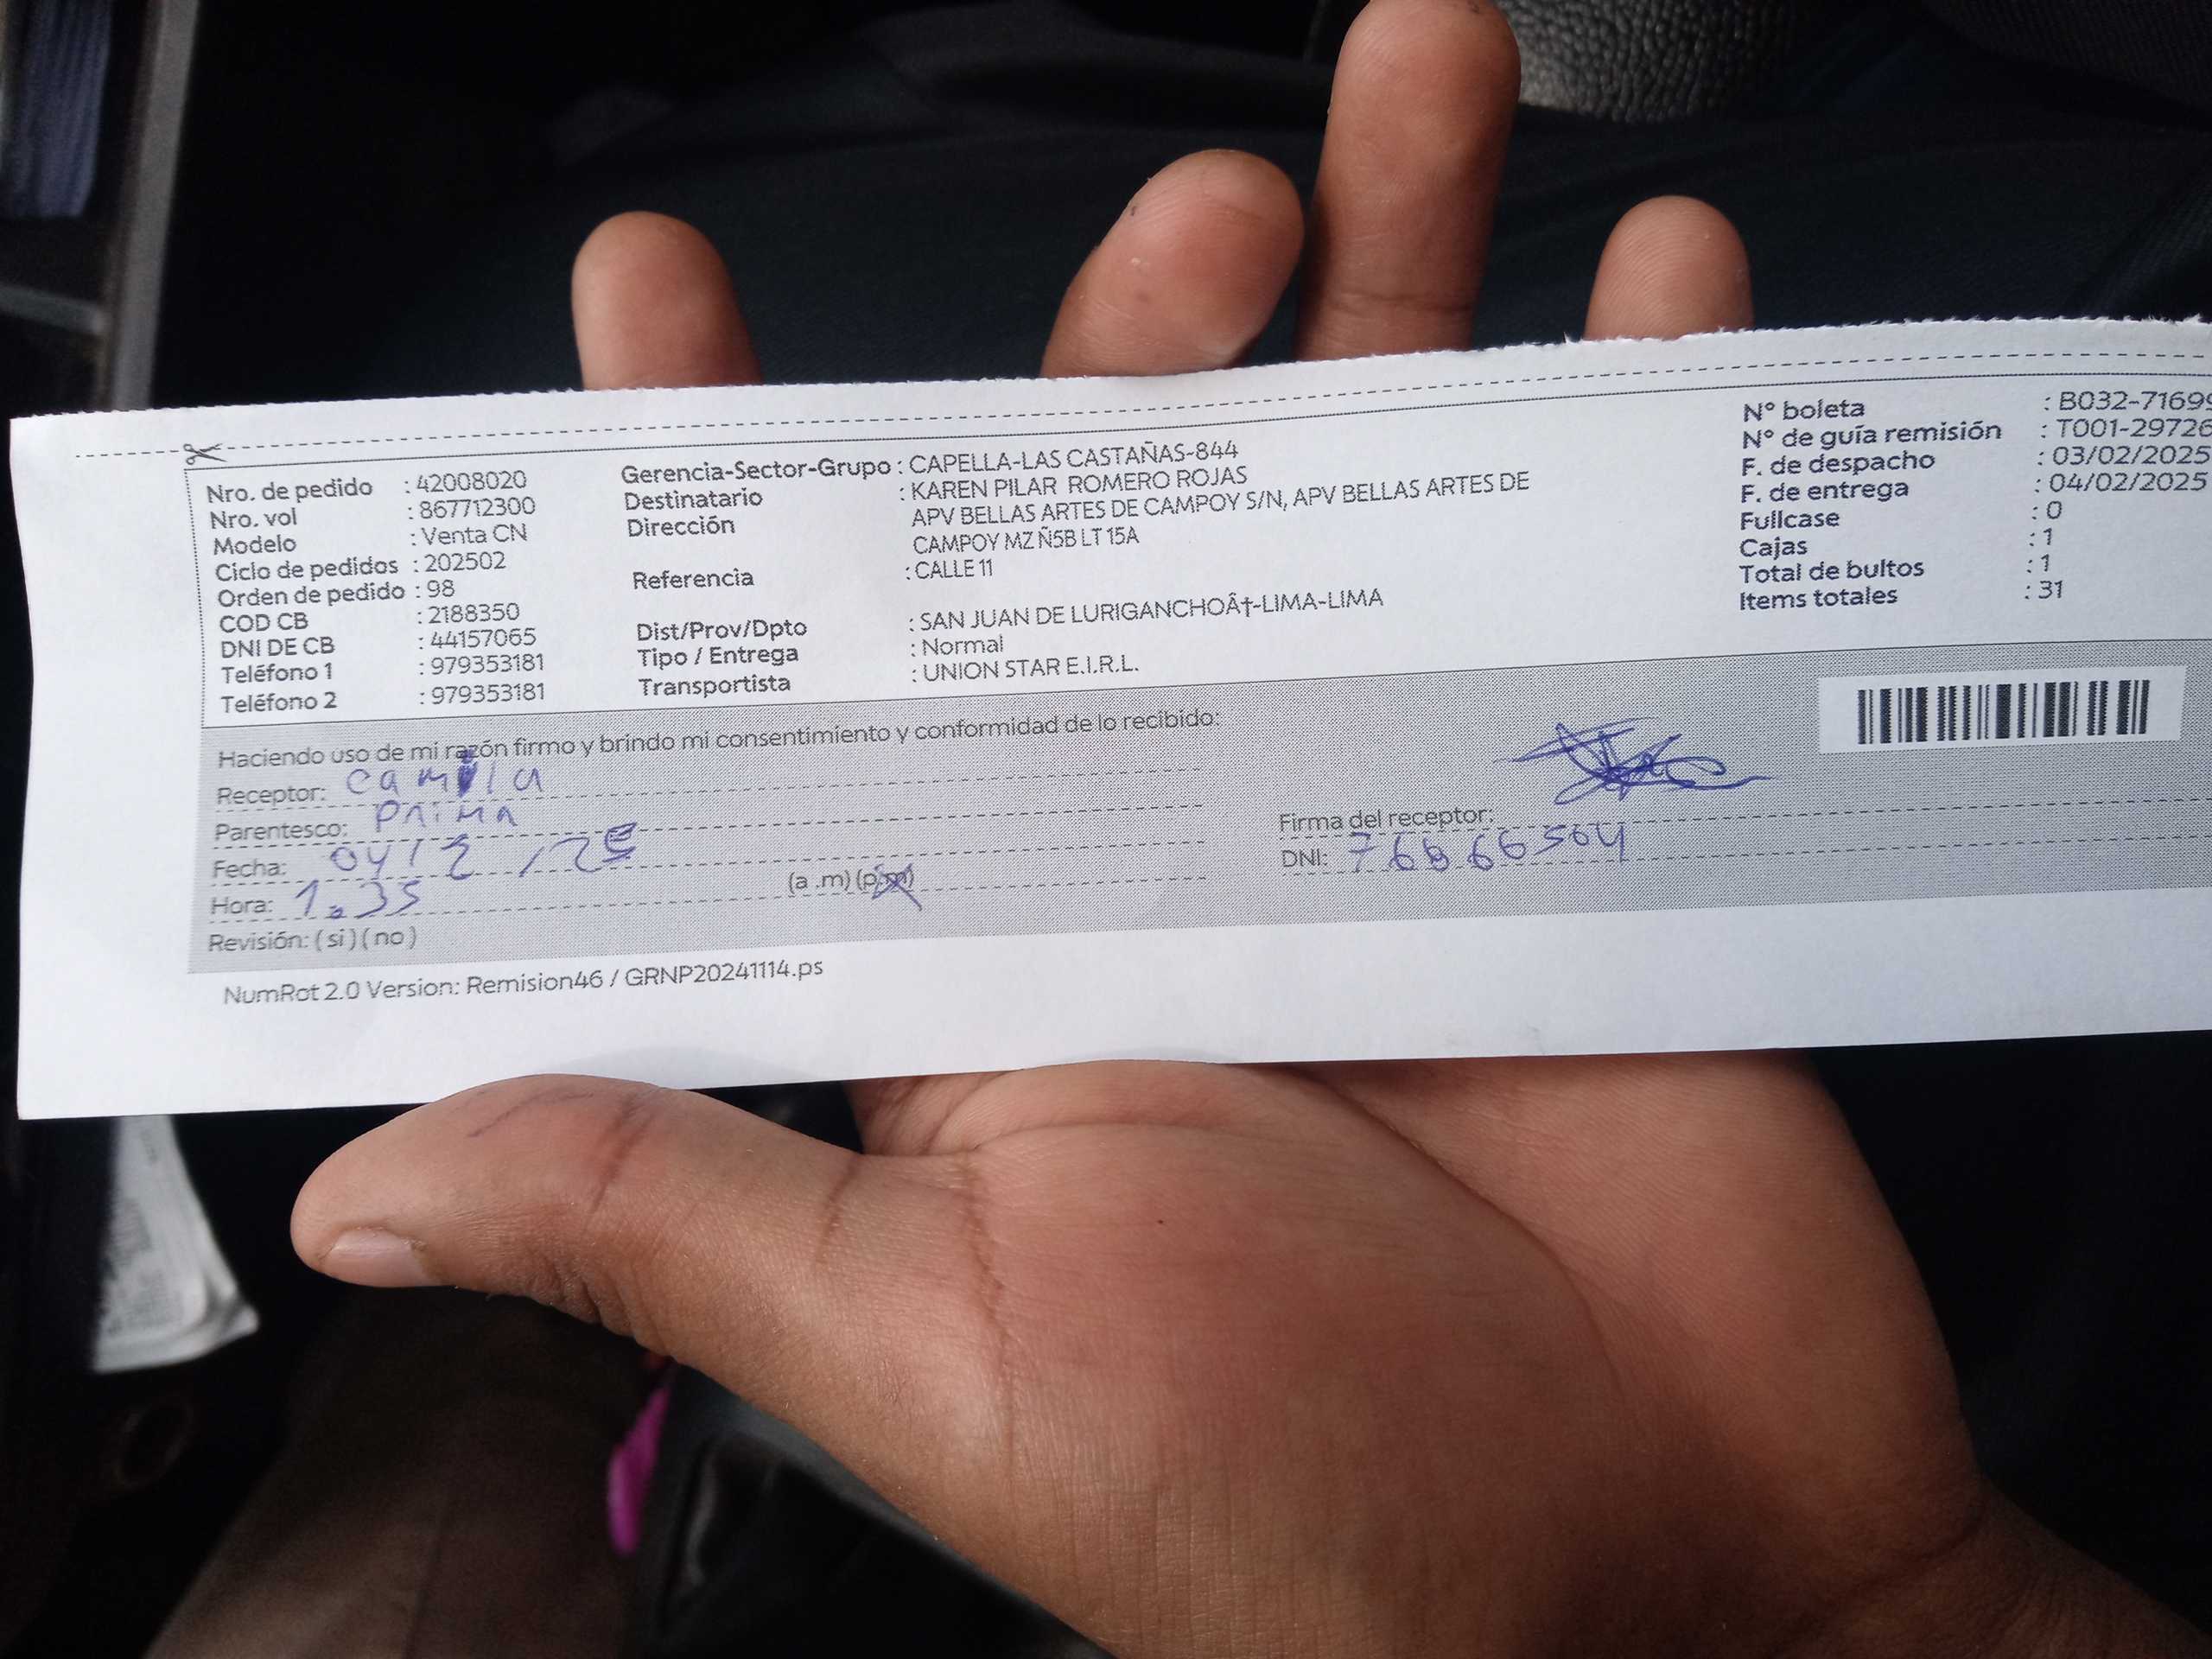 Nro. de pedido : 42008020
Nro. vol : 867712300
Modelo : Venta CN
Ciclo de pedidos : 202502
Orden de pedido : 98
COD CB : 2188350
DNI DE CB : 44157065
Teléfono 1 : 979353181
Teléfono 2 : 979353181
Gerencia-Sector-Grupo : CAPELLA-LAS CASTAÑAS-844
Destinatario : KAREN PILAR ROMERO ROJAS
Dirección APV BELLAS ARTES DE CAMPOY S/N, APV BELLAS ARTES DE
CAMPOY MZ Ñ5B LT 15A
Referencia : CALLE 11
Dist/Prov/Dpto : SAN JUAN DE LURIGANCHOÂ†-LIMA-LIMA
Tipo / Entrega : Normal
Transportista : UNION STAR E.I.R.L.
N° boleta : B032-71699
N° de guía remisión : T001-29726
F. de despacho : 03/02/2025
F. de entrega : 04/02/2025
Fullcase : 0
Cajas : 1
Total de bultos : 1
Items totales : 31
Haciendo uso de mi razón firmo y brindo mi consentimiento y conformidad de lo recibido:
Receptor: camila
Parentesco: prima
Fecha: 04/2/25
Hora: 1.35 (a .m) (p.m)
Revisión: ( si ) ( no )
Firma del receptor:
DNI:
NumRot 2.0 Version: Remision46 / GRNP20241114.ps